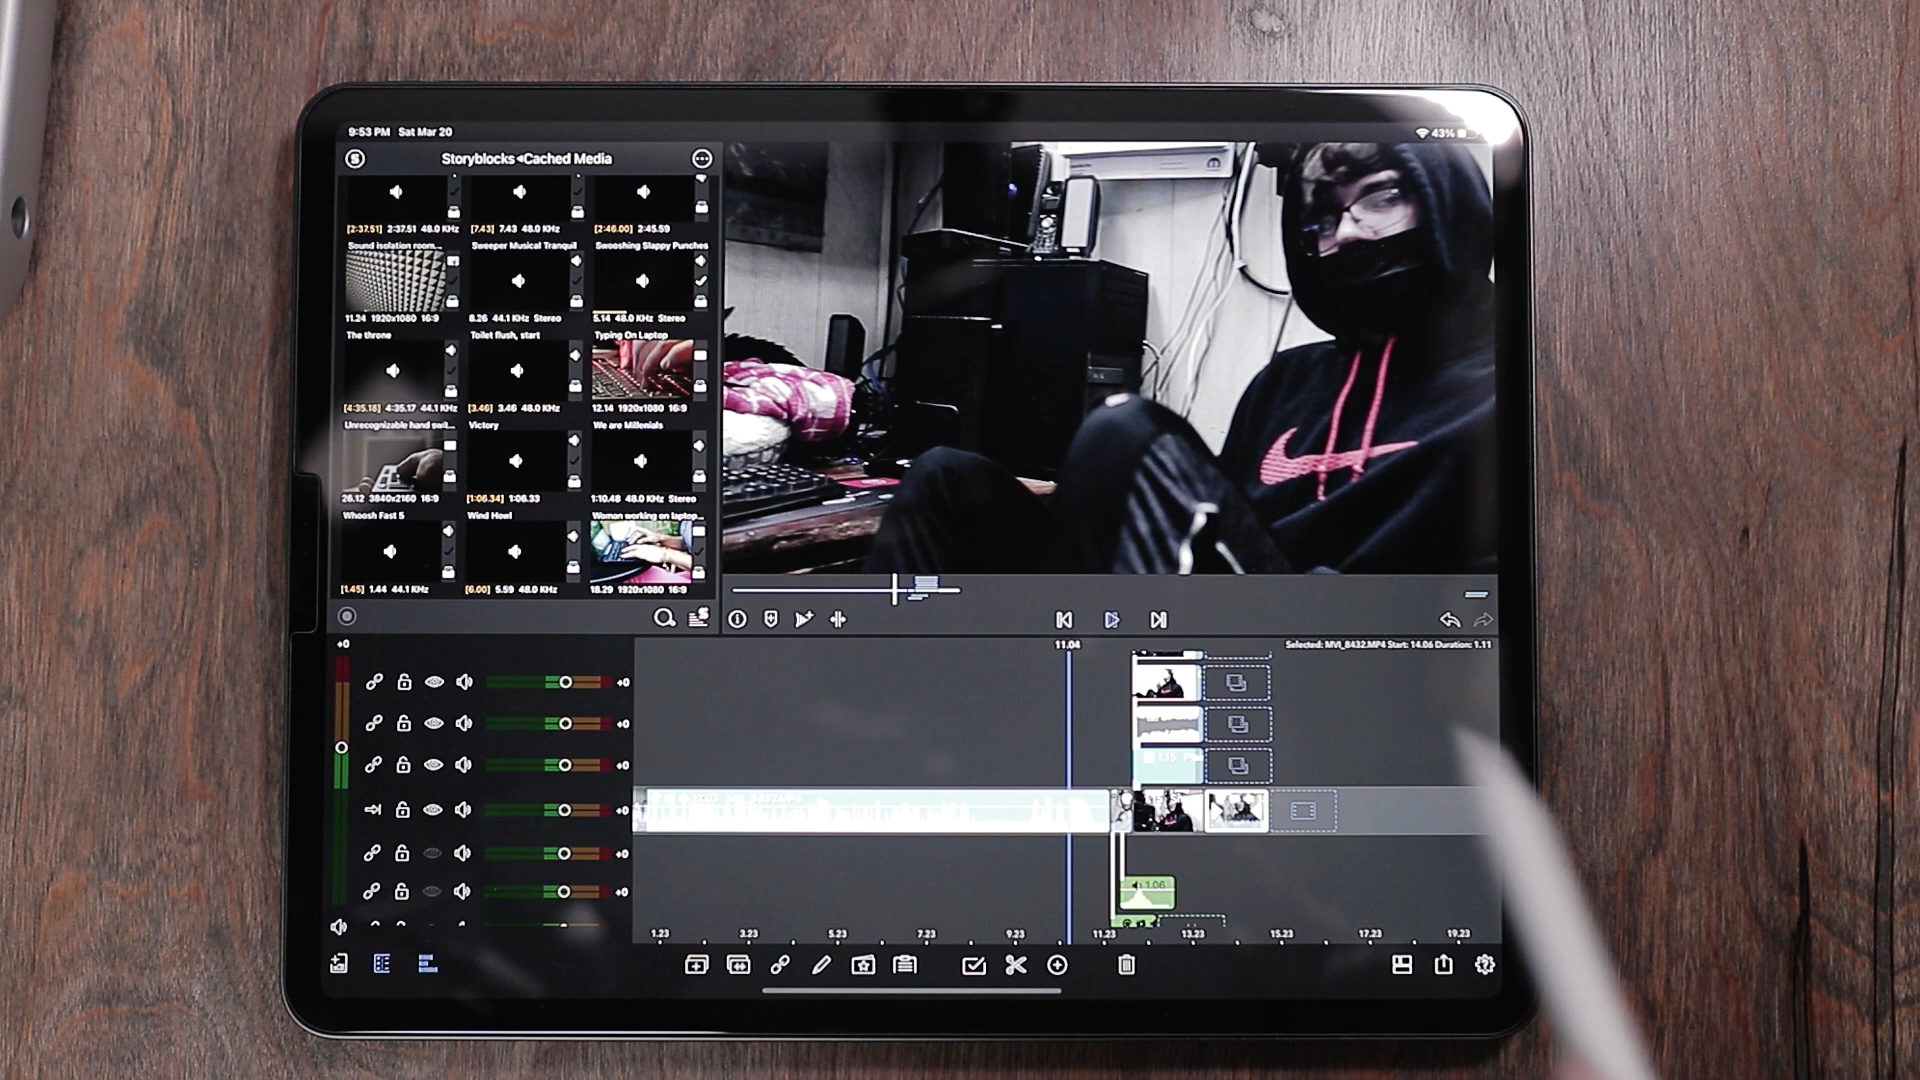 9:53 PM Sat Mar 20
43%
Storyblocks◂Cached Media
[2:37.51] 2:37.51 48.0 KHz
[7.43] 7.43 48.0 KHz
[2:46.00] 2:45.59
Sound isolation room...
Sweeper Musical Tranquil
Swooshing Slappy Punches
11.24 1920x1080 16:9
8.26 44.1 KHz Stereo
5.14 48.0 KHz Stereo
The throne
Toilet flush, start
Typing On Laptop
[4:35.18] 4:35.17 44.1 KHz
[3.46] 3.46 48.0 KHz
12.14 1920x1080 16:9
Unrecognizable hand swit...
Victory
We are Millenials
26.12 3840x2160 16:9
[1:06.34] 1:06.33
1:10.48 48.0 KHz Stereo
Whoosh Fast 5
Wind Howl
Woman working on laptop...
[1.45] 1.44 44.1 KHz
[6.00] 5.59 48.0 KHz
18.29 1920x1080 16:9
+0
11.04
Selected: MVI_8432.MP4 Start: 14.06 Duration: 1.11
+0
+0
+0
+0
+0
+0
1.06
1.23 3.23 5.23 7.23 9.23 11.23 13.23 15.23 17.23 19.23